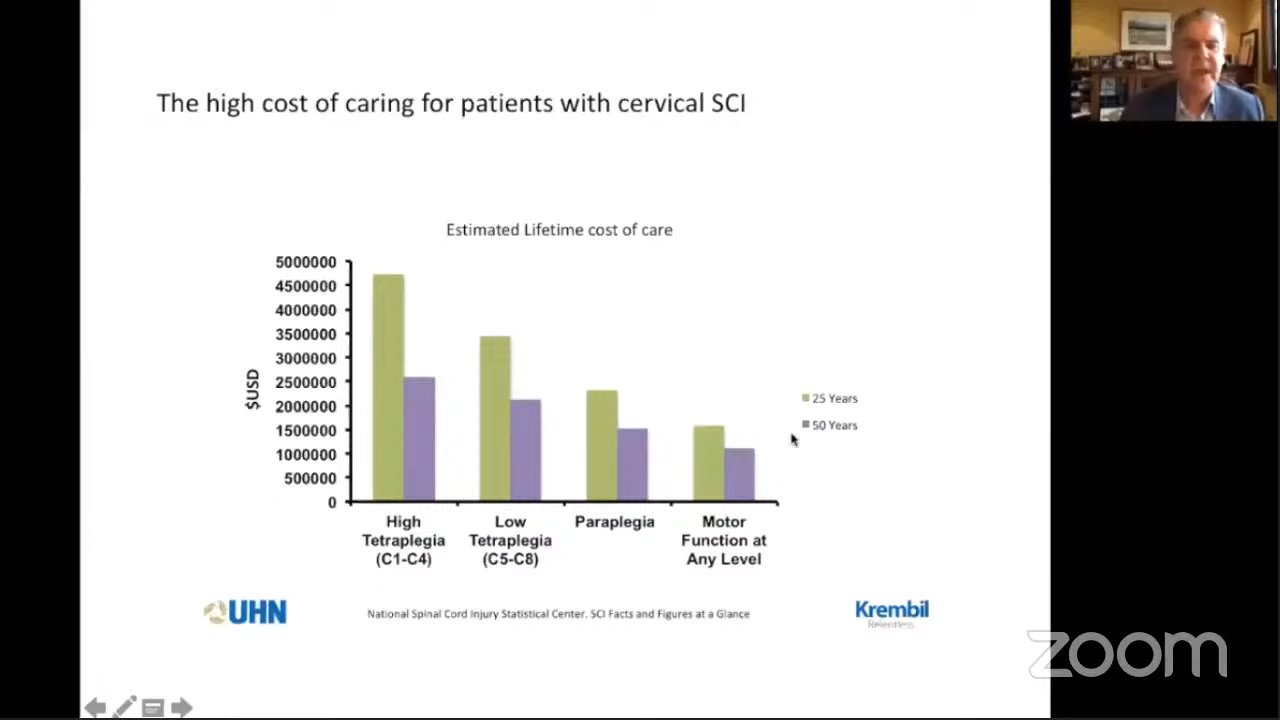 The high cost of caring for patients with cervical SCI
Estimated Lifetime cost of care
5000000
4500000
4000000
3500000
3000000
2500000
2000000
1500000
1000000
500000
0
$USD
25 Years
50 Years
High
Tetraplegia
(C1-C4)
Low
Tetraplegia
(C5-C8)
Paraplegia
Motor
Function at
Any Level
UHN
National Spinal Cord Injury Statistical Center. SCI Facts and Figures at a Glance
Krembil
Relentless.
zoom